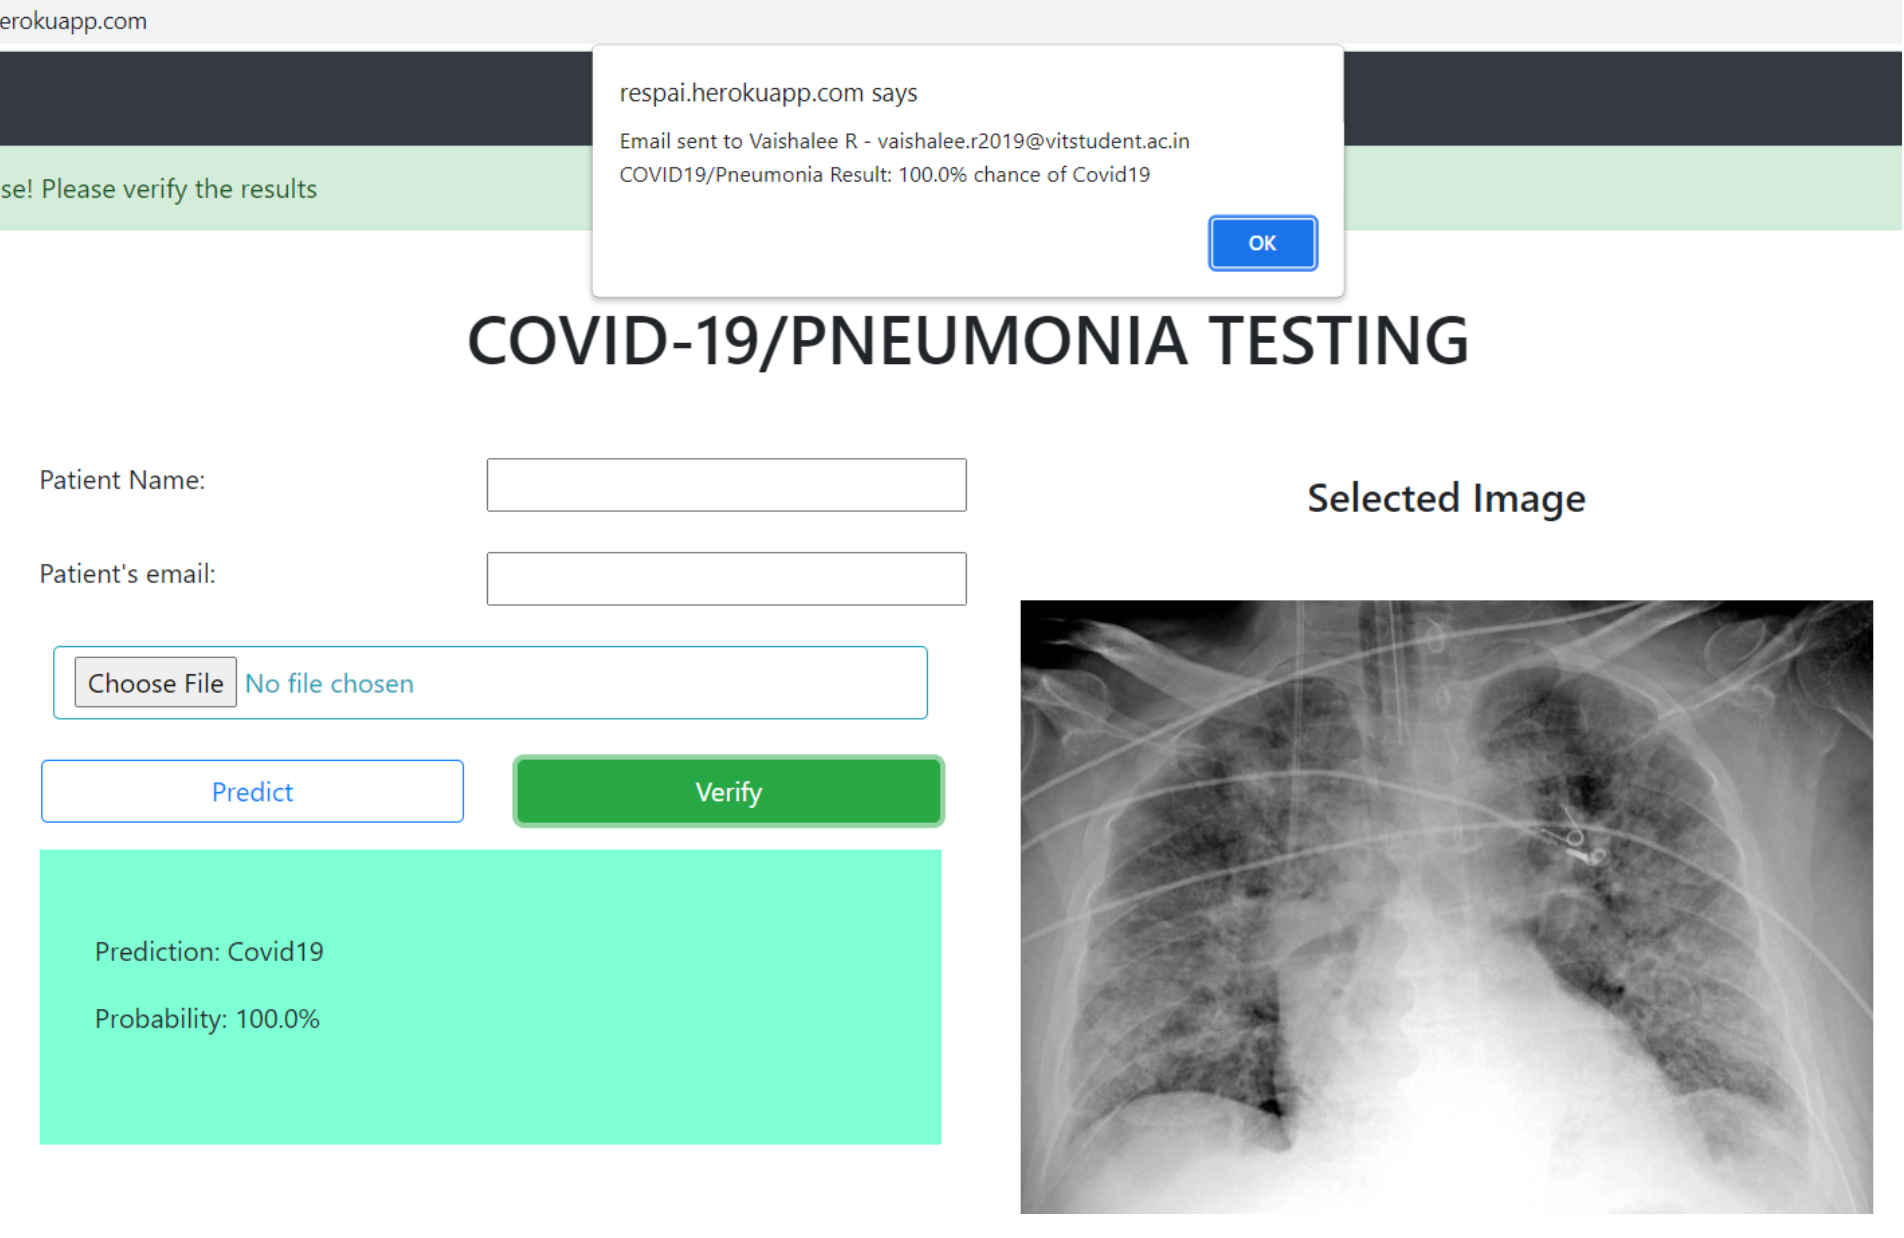 erokuapp.com
respai.herokuapp.com says
Email sent to Vaishalee R - vaishalee.r2019@vitstudent.ac.in
COVID19/Pneumonia Result: 100.0% chance of Covid19
OK
se! Please verify the results
COVID-19/PNEUMONIA TESTING
Patient Name:
Patient's email:
Choose File No file chosen
Predict
Verify
Prediction: Covid19
Probability: 100.0%
Selected Image